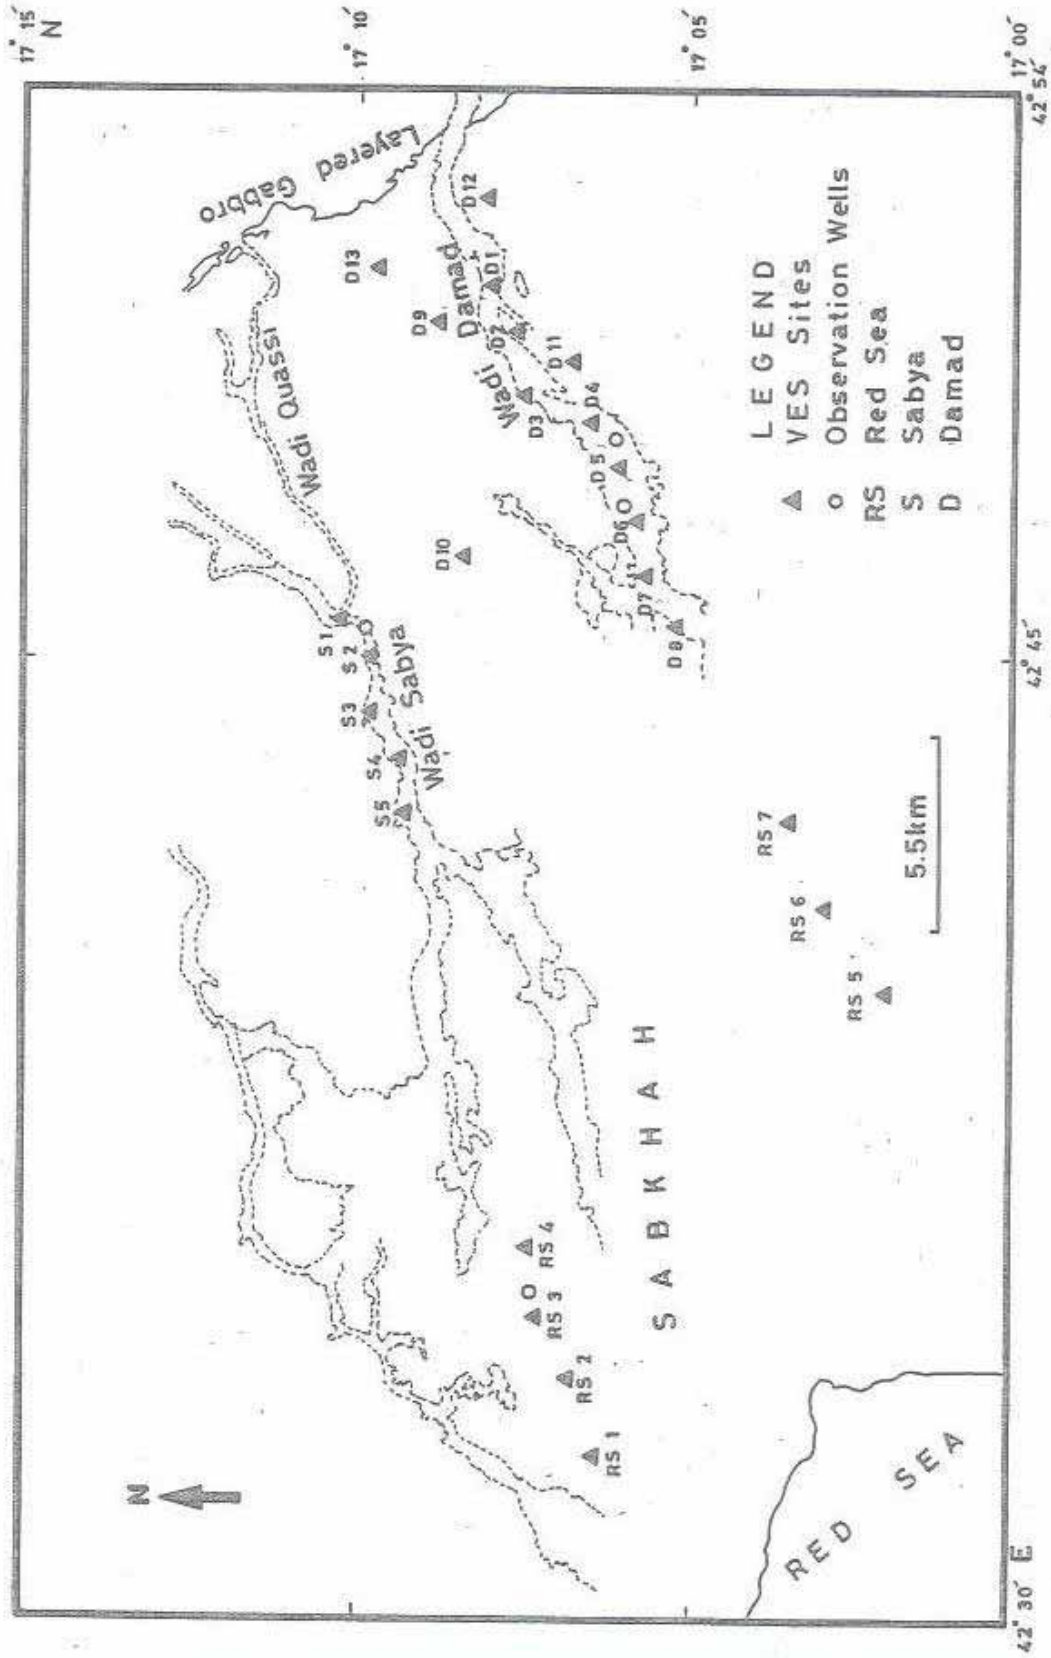 17° 15′
N
17° 10′
17° 05′
17° 00′
42° 54′
42° 45′
42° 30′
E
N
Layered
Gabbro
Wadi Quassi
Wadi Damad
Wadi Sabya
D13
D12
D9
D1
D2
D11
D3
D4
D5
D6
D10
D7
D8
S1
S2
S3
S4
S5
RS 7
RS 6
RS 5
RS 4
RS 3
RS 2
RS 1
SABKHAH
RED SEA
5.5km
LEGEND
VES Sites
Observation Wells
RS Red Sea
S Sabya
D Damad